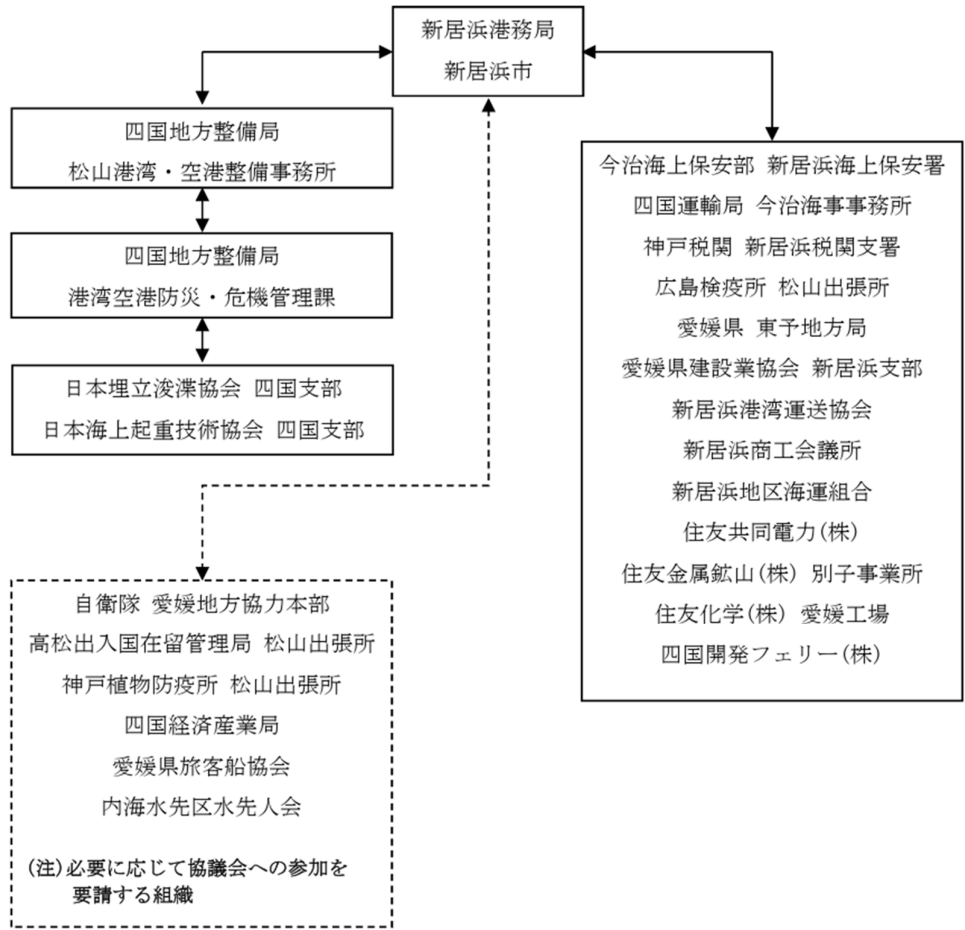 新居浜港務局
新居浜市
四国地方整備局
松山港湾・空港整備事務所
四国地方整備局
港湾空港防災・危機管理課
日本埋立浚渫協会 四国支部
日本海上起重技術協会 四国支部
今治海上保安部 新居浜海上保安署
四国運輸局 今治海事事務所
神戸税関 新居浜税関支署
広島検疫所 松山出張所
愛媛県 東予地方局
愛媛県建設業協会 新居浜支部
新居浜港湾運送協会
新居浜商工会議所
新居浜地区海運組合
住友共同電力(株)
住友金属鉱山(株) 別子事業所
住友化学(株) 愛媛工場
四国開発フェリー(株)
自衛隊 愛媛地方協力本部
高松出入国在留管理局 松山出張所
神戸植物防疫所 松山出張所
四国経済産業局
愛媛県旅客船協会
内海水先区水先人会
(注)必要に応じて協議会への参加を
要請する組織